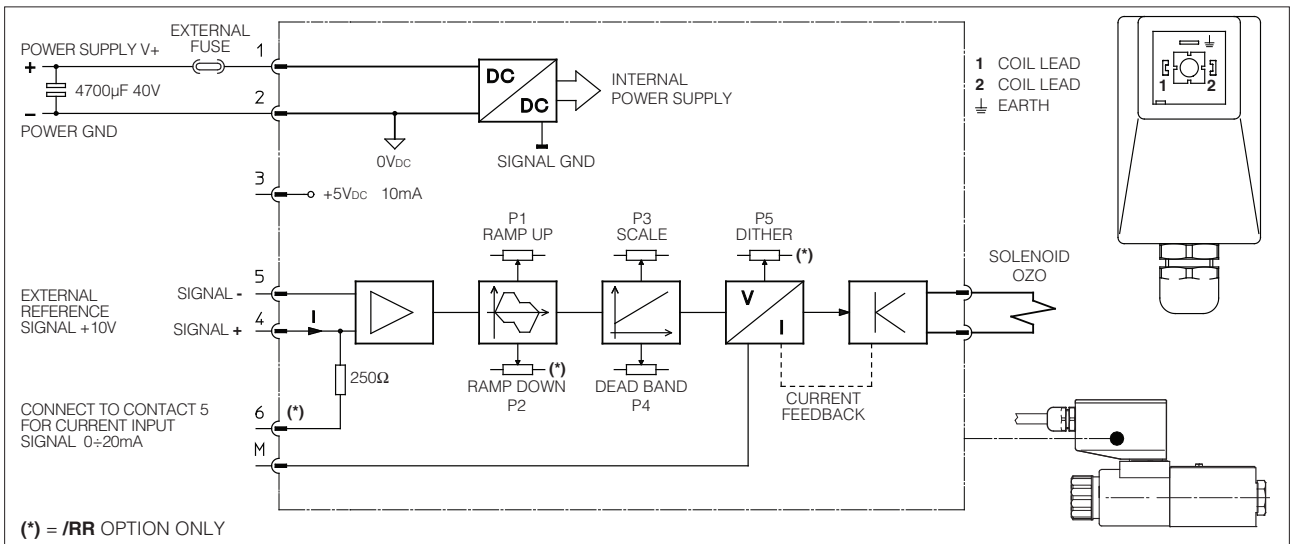 POWER SUPPLY V+
EXTERNAL
FUSE
1
+
4700µF 40V
2
–
POWER GND
DC
DC
INTERNAL
POWER SUPPLY
0VDC
SIGNAL GND
1 COIL LEAD
2 COIL LEAD
EARTH
1
2
3
+5VDC 10mA
P1
RAMP UP
P3
SCALE
P5
DITHER
(*)
SOLENOID
OZO
EXTERNAL
REFERENCE
SIGNAL +10V
5
SIGNAL -
4
SIGNAL +
I
V
I
250Ω
(*)
RAMP DOWN
P2
DEAD BAND
P4
CURRENT
FEEDBACK
CONNECT TO CONTACT 5
FOR CURRENT INPUT
SIGNAL 0÷20mA
6
(*)
M
(*) = /RR OPTION ONLY